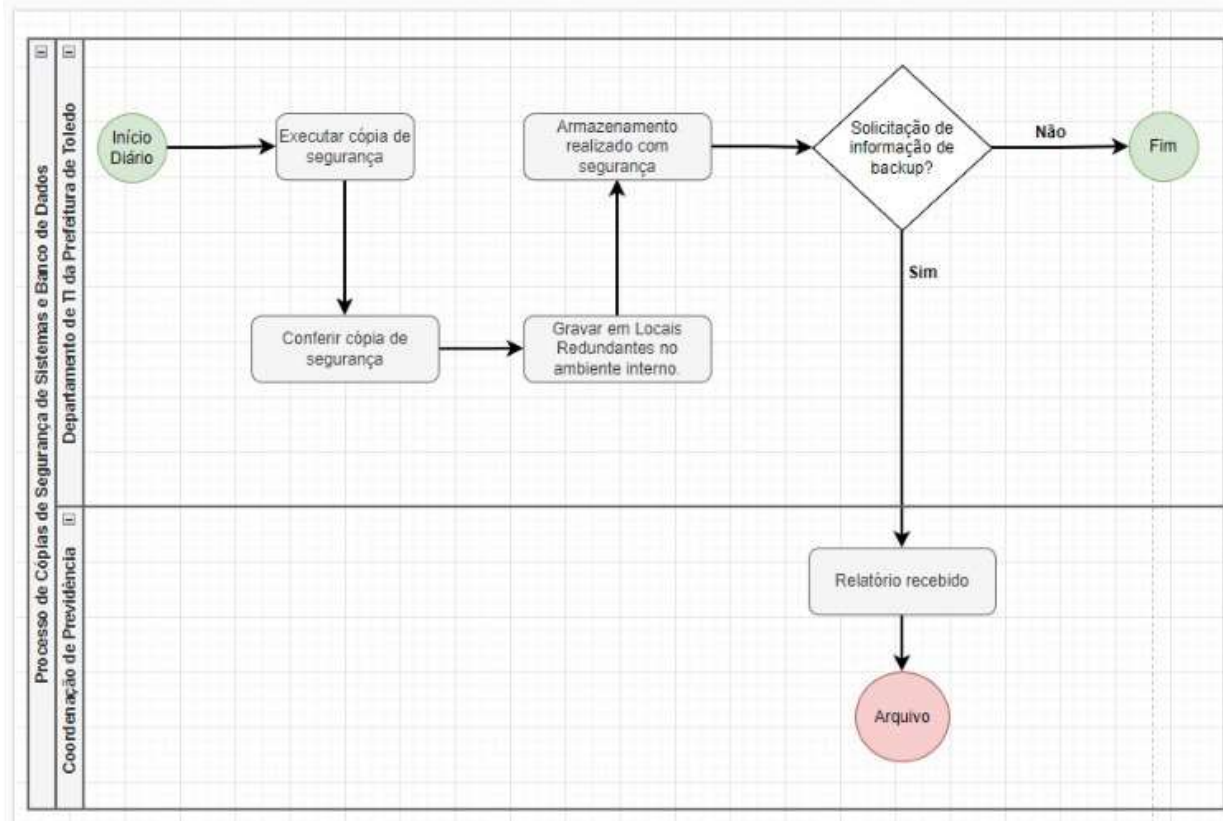 Processo de Cópias de Segurança de Sistemas e Banco de Dados
Departamento de TI da Prefeitura de Toledo
Início
Diário
Executar cópia de
segurança
Conferir cópia de
segurança
Gravar em Locais
Redundantes no
ambiente interno.
Armazenamento
realizado com
segurança
Solicitação de
informação de
backup?
Não
Fim
Sim
Coordenação de Previdência
Relatório recebido
Arquivo